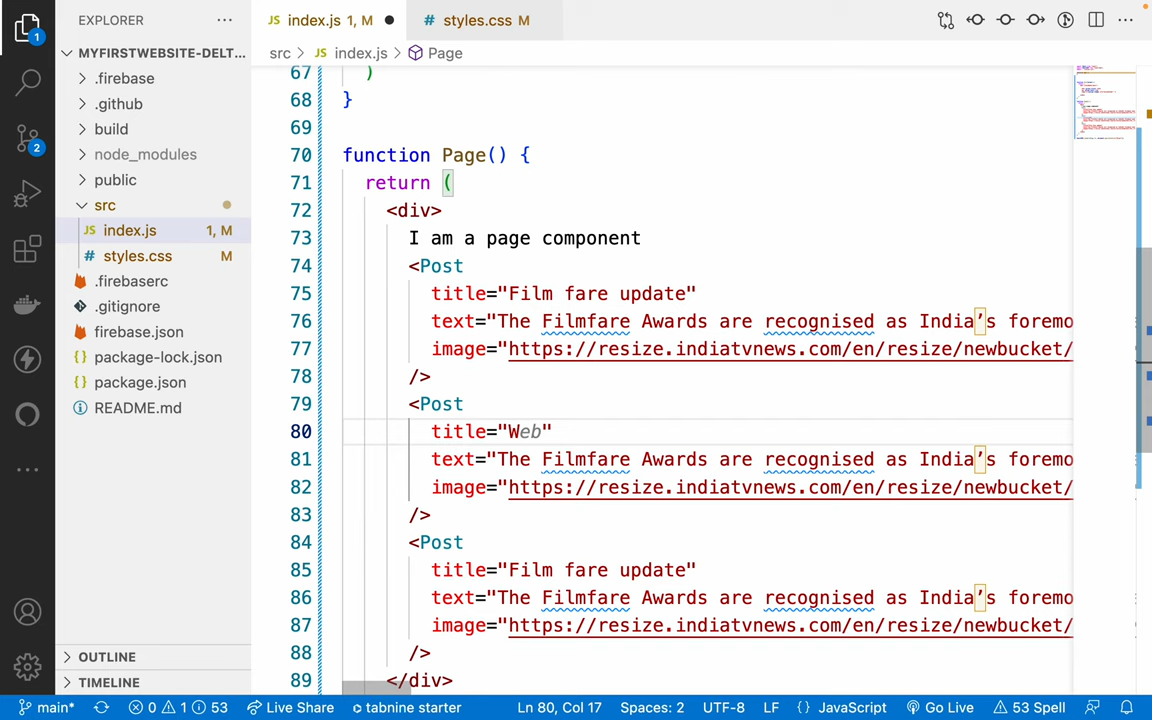 EXPLORER
index.js 1, M
styles.css M
MYFIRSTWEBSITE-DELT...
src > JS index.js > Page
.firebase
.github
build
node_modules
public
src
JS index.js 1, M
# styles.css M
.firebaserc
.gitignore
firebase.json
package-lock.json
package.json
README.md
OUTLINE
TIMELINE
1
2
67 )
68 }
69
70 function Page() {
71 return (
72 <div>
73 I am a page component
74 <Post
75 title="Film fare update"
76 text="The Filmfare Awards are recognised as India’s foremo
77 image="https://resize.indiatvnews.com/en/resize/newbucket/
78 />
79 <Post
80 title="Web"
81 text="The Filmfare Awards are recognised as India’s foremo
82 image="https://resize.indiatvnews.com/en/resize/newbucket/
83 />
84 <Post
85 title="Film fare update"
86 text="The Filmfare Awards are recognised as India’s foremo
87 image="https://resize.indiatvnews.com/en/resize/newbucket/
88 />
89 </div>
main* 0 1 53 Live Share tabnine starter Ln 80, Col 17 Spaces: 2 UTF-8 LF {} JavaScript Go Live 53 Spell